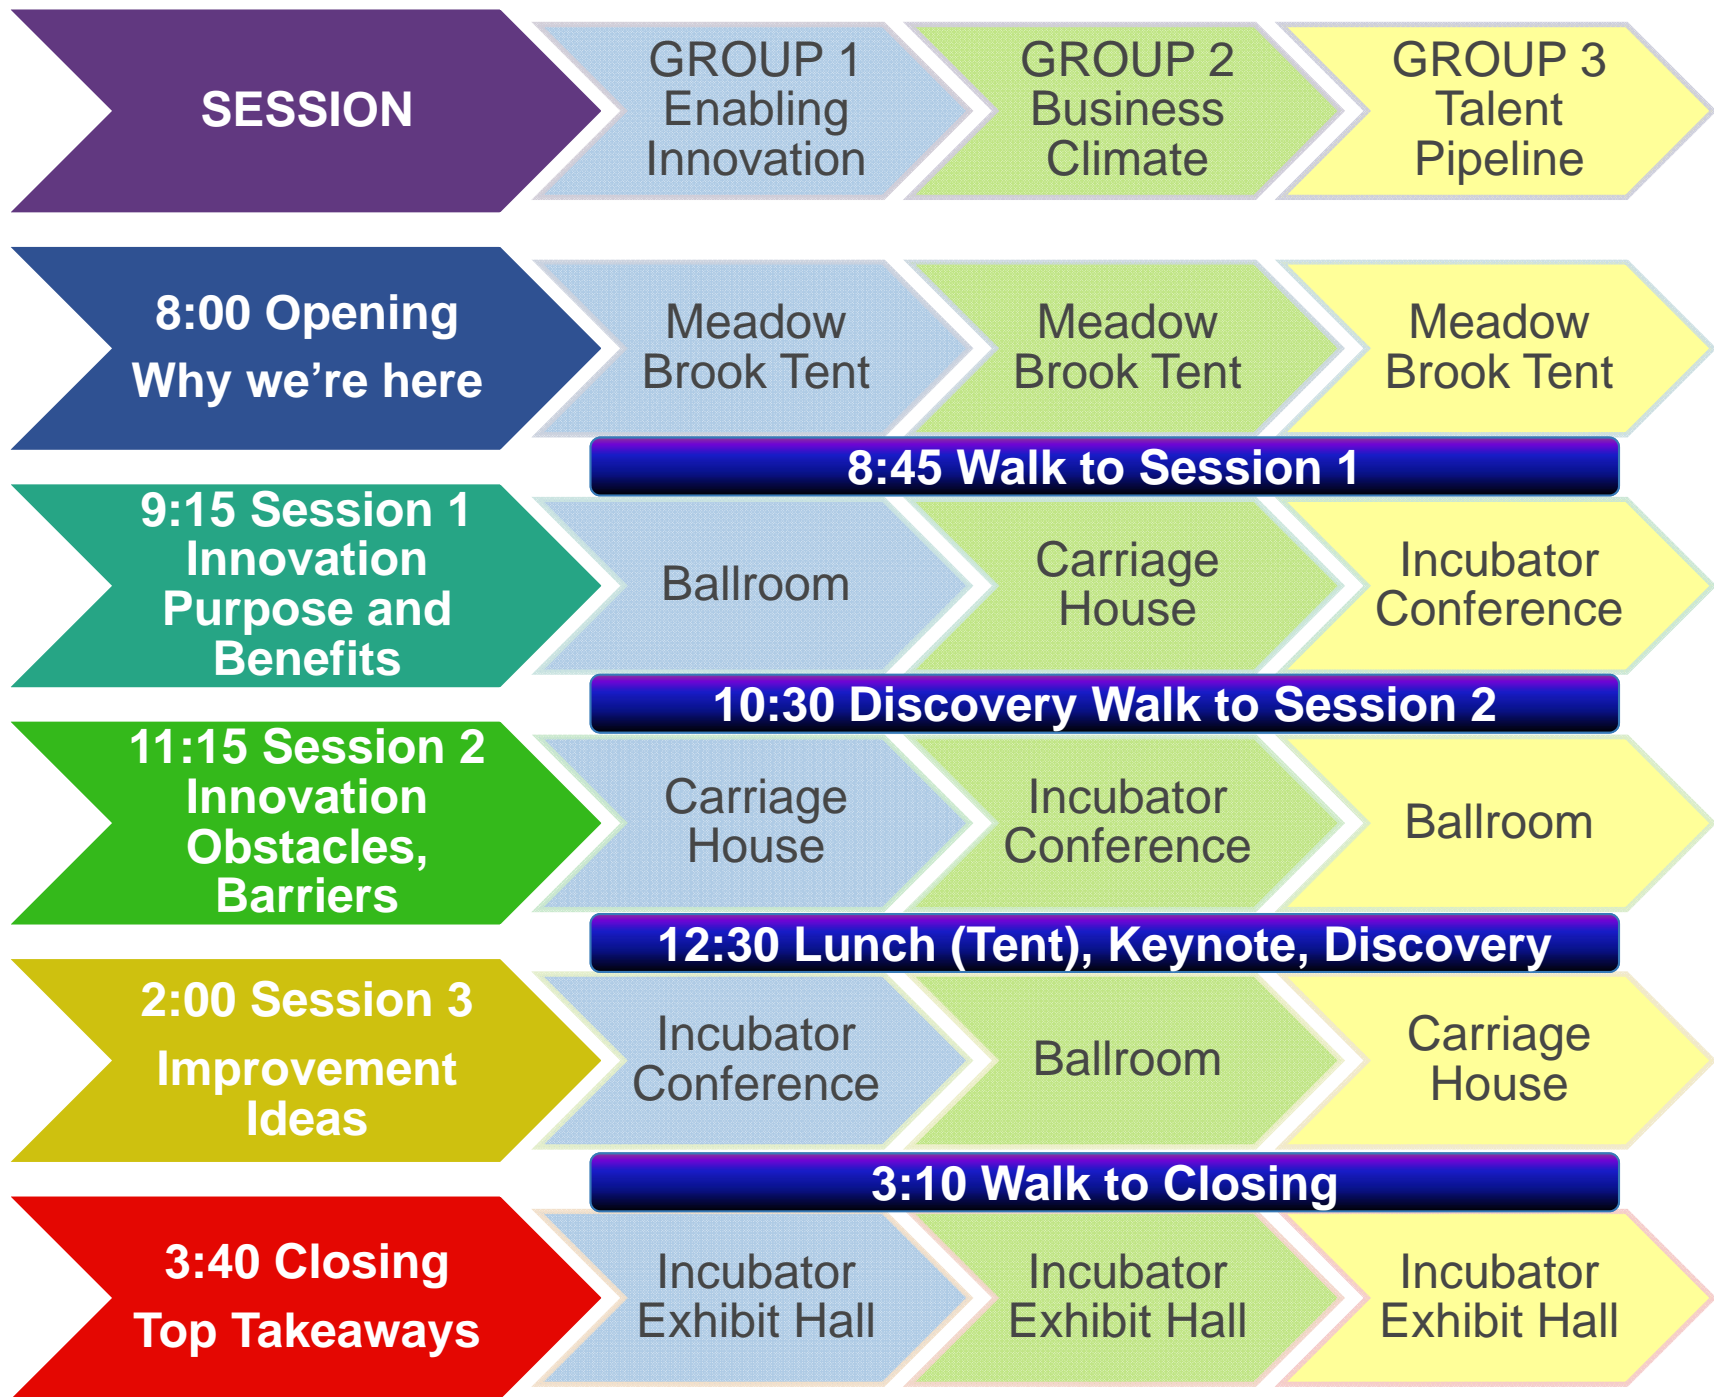 SESSION
GROUP 1
Enabling
Innovation
GROUP 2
Business
Climate
GROUP 3
Talent
Pipeline
8:00 Opening
Why we’re here
Meadow
Brook Tent
Meadow
Brook Tent
Meadow
Brook Tent
8:45 Walk to Session 1
9:15 Session 1
Innovation
Purpose and
Benefits
Ballroom
Carriage
House
Incubator
Conference
10:30 Discovery Walk to Session 2
11:15 Session 2
Innovation
Obstacles,
Barriers
Carriage
House
Incubator
Conference
Ballroom
12:30 Lunch (Tent), Keynote, Discovery
2:00 Session 3
Improvement
Ideas
Incubator
Conference
Ballroom
Carriage
House
3:10 Walk to Closing
3:40 Closing
Top Takeaways
Incubator
Exhibit Hall
Incubator
Exhibit Hall
Incubator
Exhibit Hall